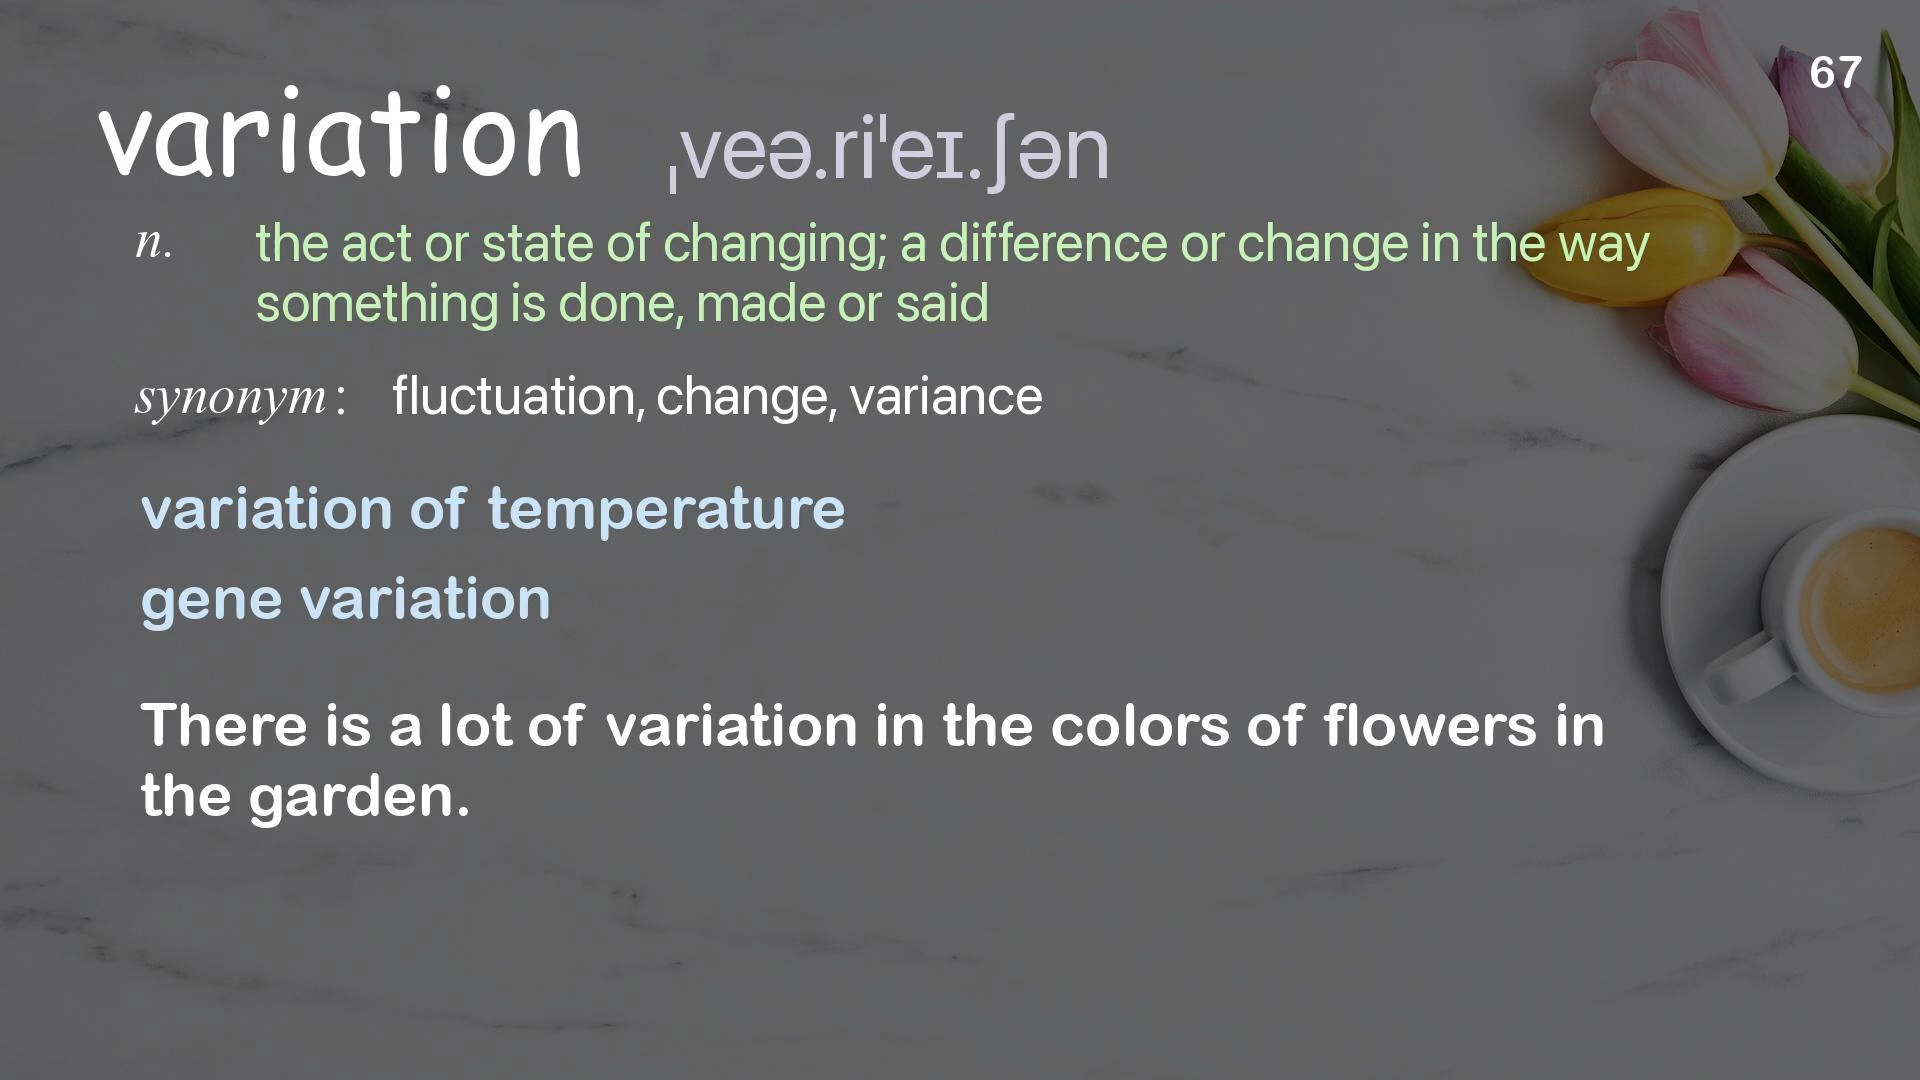 67
variation ˌveə.riˈeɪ.ʃən
n. the act or state of changing; a difference or change in the way
something is done, made or said
synonym: fluctuation, change, variance
variation of temperature
gene variation
There is a lot of variation in the colors of flowers in
the garden.